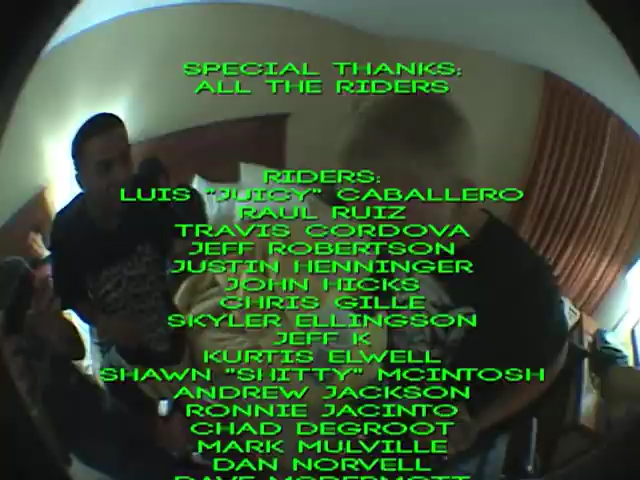 SPECIAL THANKS:
ALL THE RIDERS
RIDERS:
LUIS "JUICY" CABALLERO
RAUL RUIZ
TRAVIS CORDOVA
JEFF ROBERTSON
JUSTIN HENNINGER
JOHN HICKS
CHRIS GILLE
SKYLER ELLINGSON
JEFF K
KURTIS ELWELL
SHAWN "SHITTY" MCINTOSH
ANDREW JACKSON
RONNIE JACINTO
CHAD DEGROOT
MARK MULVILLE
DAN NORVELL
DAVE MCDERMOTT